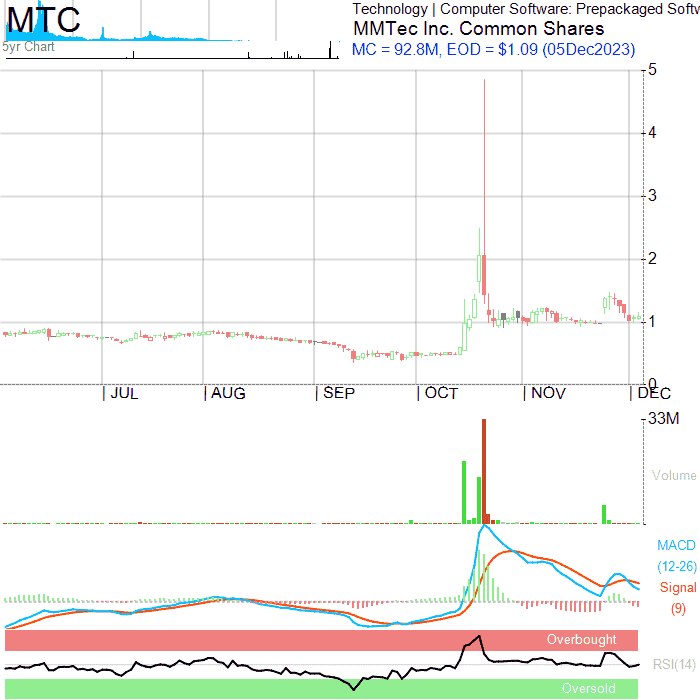 MTC
5yr Chart
Technology | Computer Software: Prepackaged Softw
MMTec Inc. Common Shares
MC = 92.8M, EOD = $1.09 (05Dec2023)
5
4
3
2
1
0
JUL
AUG
SEP
OCT
NOV
DEC
33M
Volume
MACD
(12-26)
Signal
(9)
Overbought
RSI(14)
Oversold